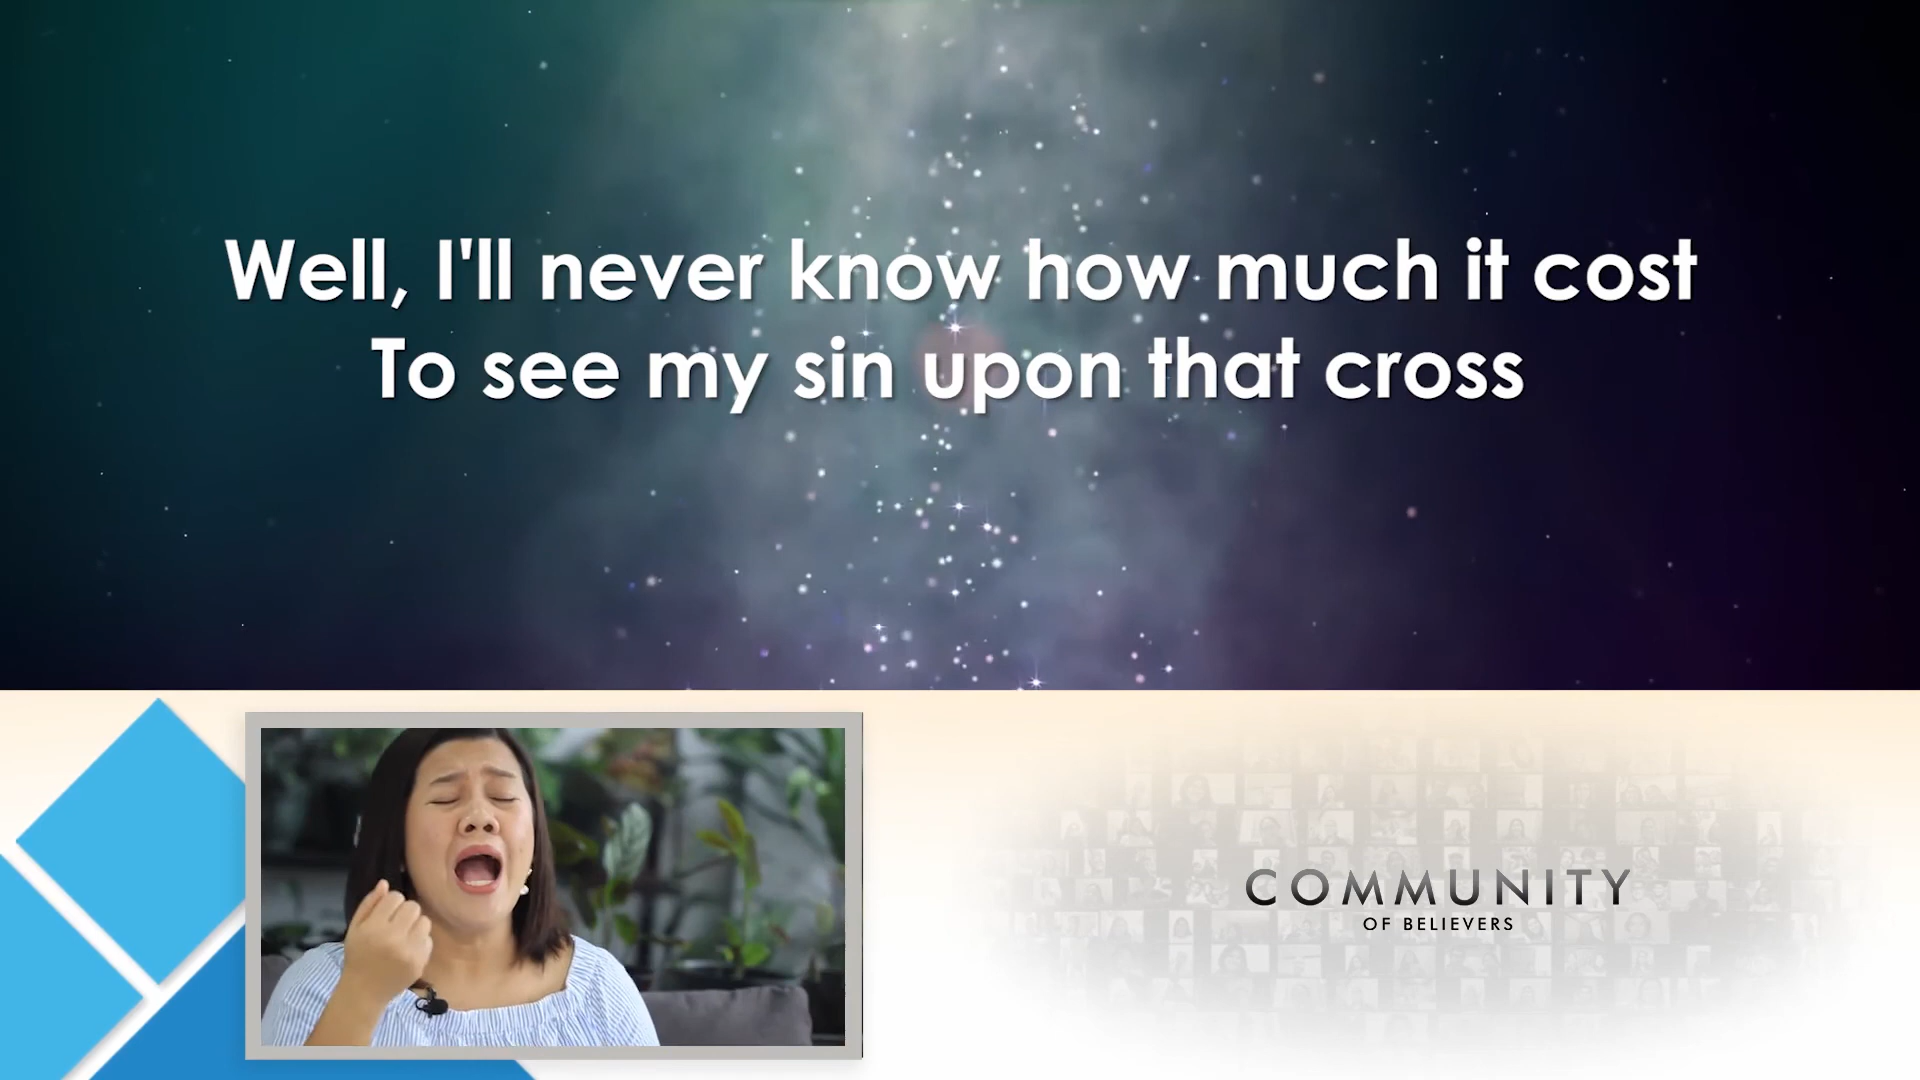 Well, I'll never know how much it cost
To see my sin upon that cross
COMMUNITY
OF BELIEVERS